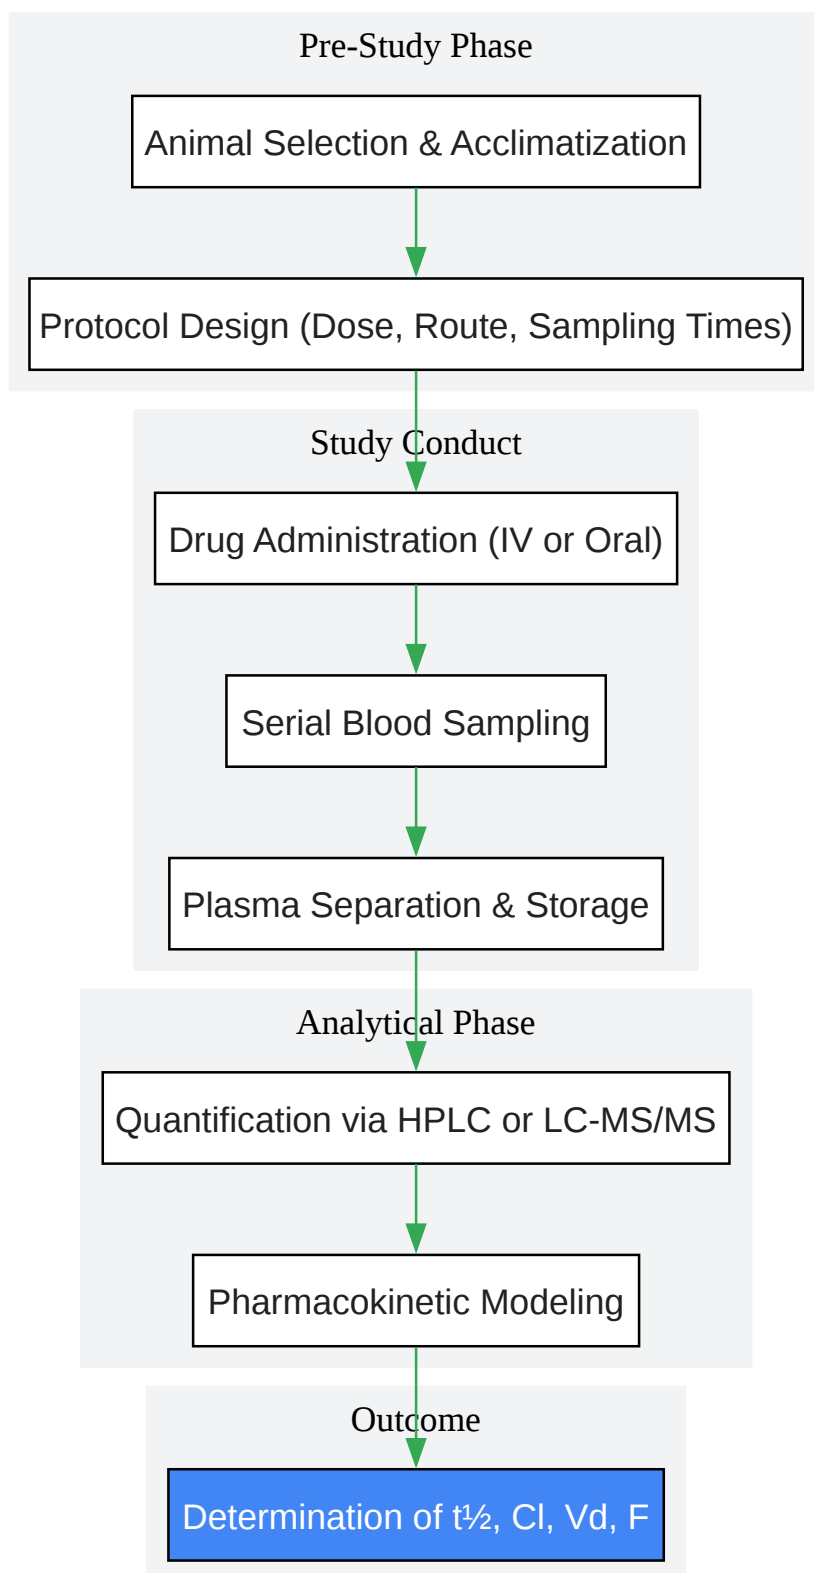 Pre-Study Phase
Animal Selection & Acclimatization
Protocol Design (Dose, Route, Sampling Times)
Study Conduct
Drug Administration (IV or Oral)
Serial Blood Sampling
Plasma Separation & Storage
Analytical Phase
Quantification via HPLC or LC-MS/MS
Pharmacokinetic Modeling
Outcome
Determination of t½, Cl, Vd, F